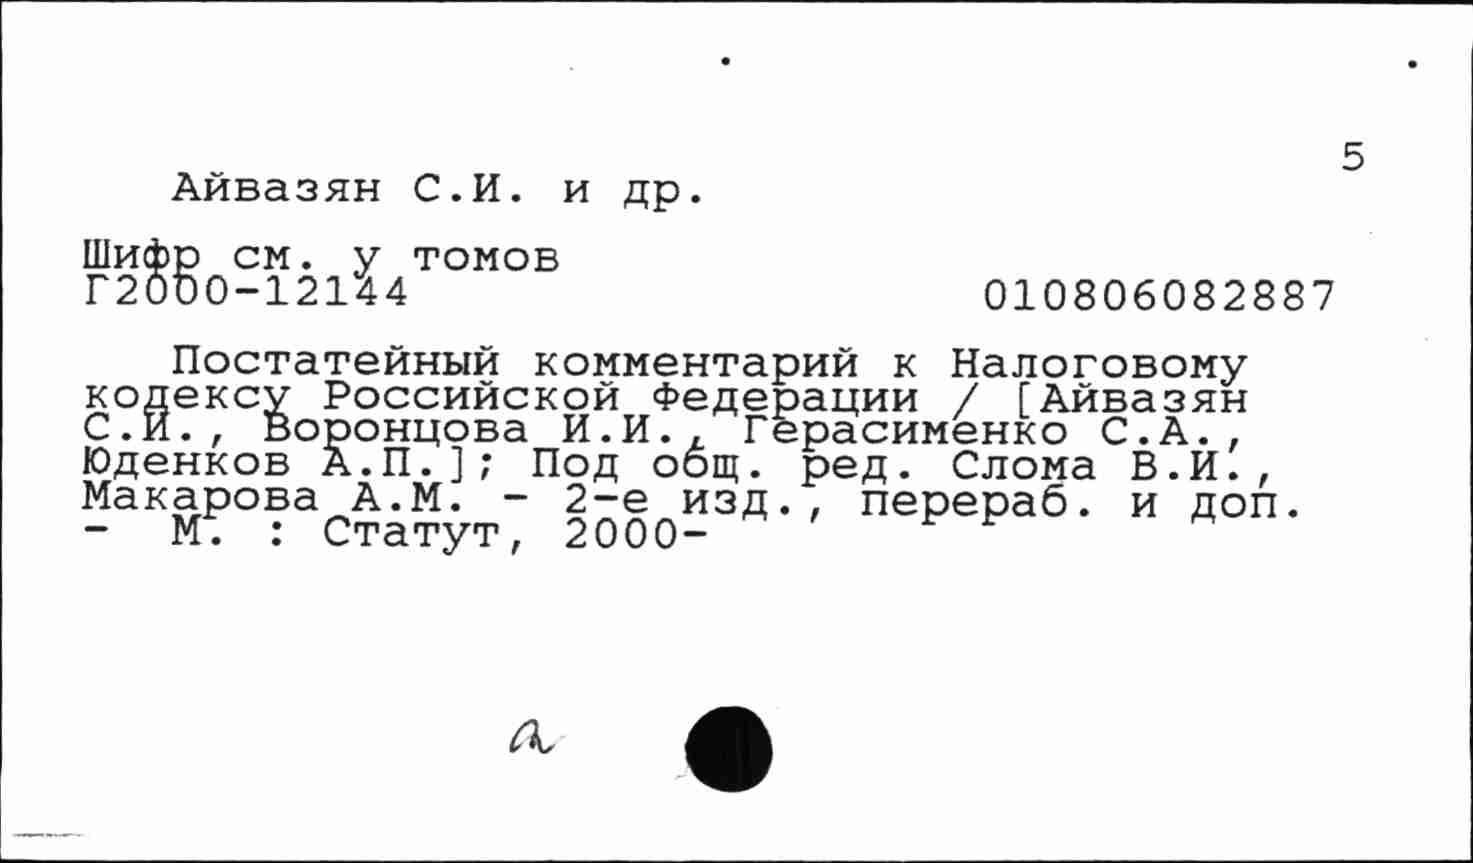 5
Айвазян С.И. и др.
Шифр см. у томов
Г2000-12144 010806082887
Постатейный комментарий к Налоговому
кодексу Российской Федерации / [Айвазян
С.И., Воронцова И.И., Герасименко С.А.,
Юденков А.П.]; Под общ. ред. Слома В.И.,
Макарова А.М. - 2-е изд., перераб. и доп.
- М. : Статут, 2000-
а